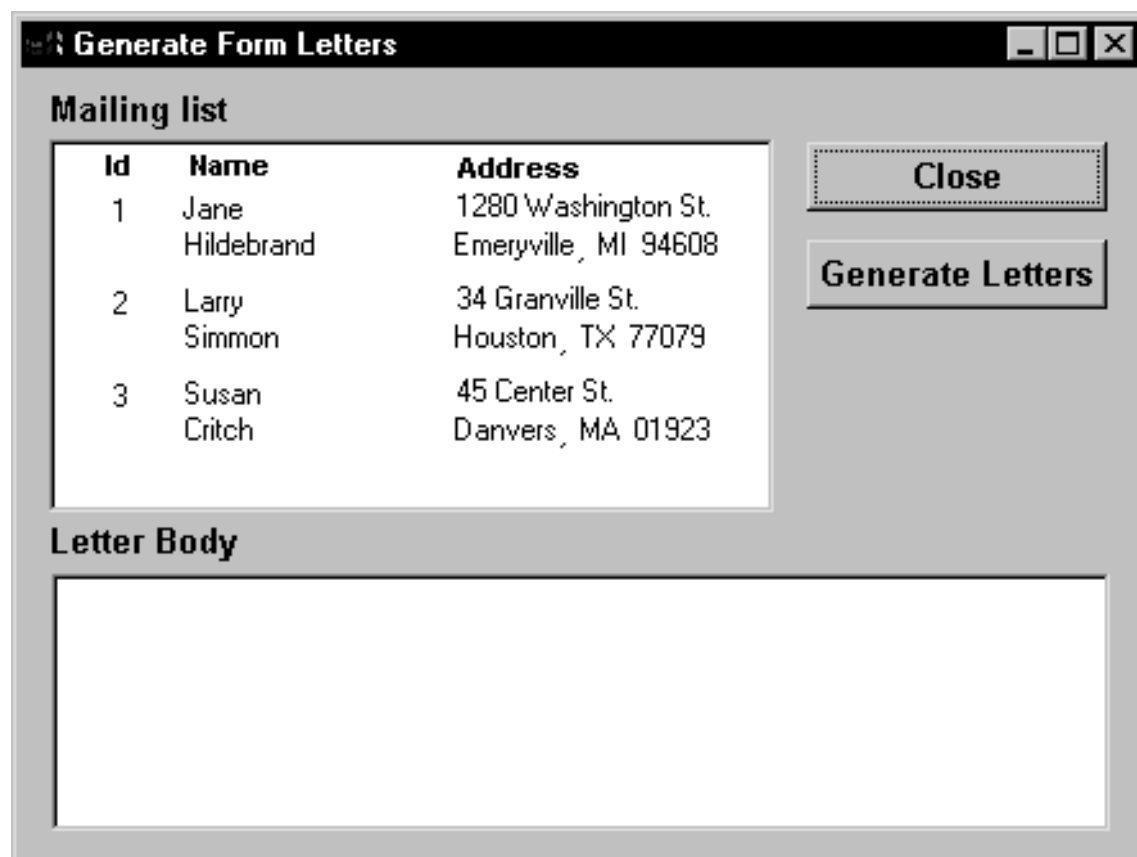 Generate Form Letters
Mailing list
Id Name Address
1 Jane 1280 Washington St.
Hildebrand Emeryville, MI 94608
2 Larry 34 Granville St.
Simmon Houston, TX 77079
3 Susan 45 Center St.
Critch Danvers, MA 01923
Close
Generate Letters
Letter Body